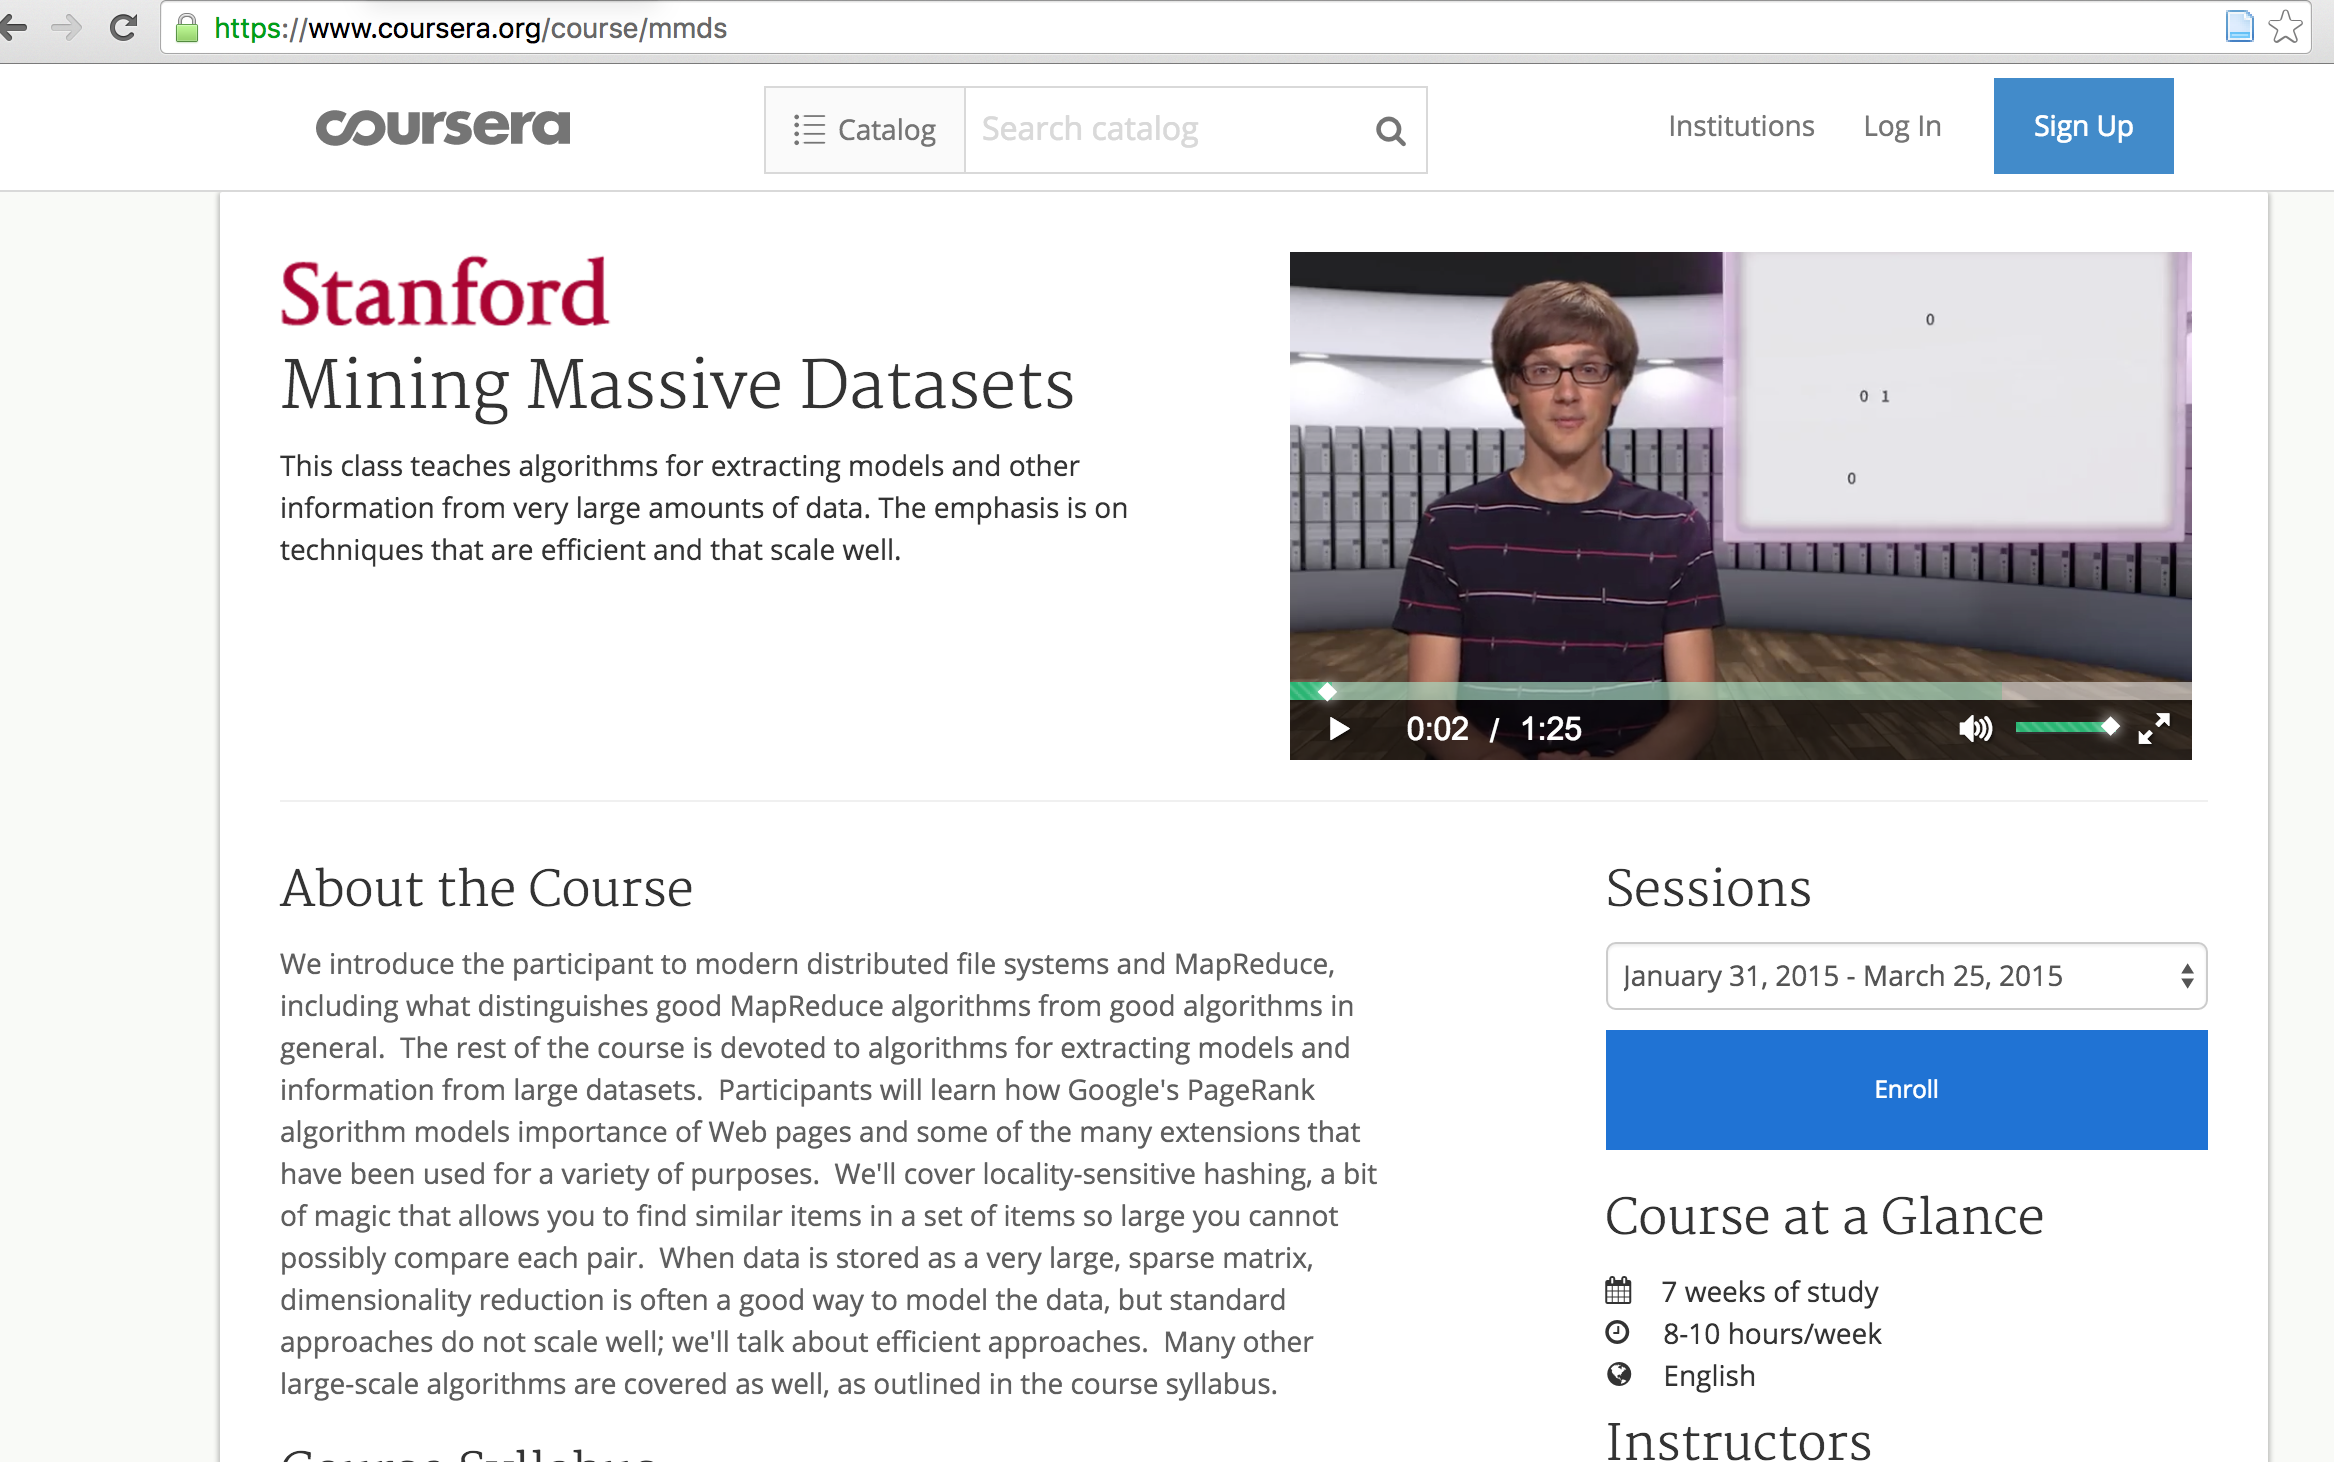 https://www.coursera.org/course/mmds
coursera
Catalog
Search catalog
Institutions
Log In
Sign Up
Stanford
Mining Massive Datasets
This class teaches algorithms for extracting models and other
information from very large amounts of data. The emphasis is on
techniques that are efficient and that scale well.
0
0 1
0
0:02 / 1:25
About the Course
We introduce the participant to modern distributed file systems and MapReduce,
including what distinguishes good MapReduce algorithms from good algorithms in
general.  The rest of the course is devoted to algorithms for extracting models and
information from large datasets.  Participants will learn how Google's PageRank
algorithm models importance of Web pages and some of the many extensions that
have been used for a variety of purposes.  We'll cover locality-sensitive hashing, a bit
of magic that allows you to find similar items in a set of items so large you cannot
possibly compare each pair.  When data is stored as a very large, sparse matrix,
dimensionality reduction is often a good way to model the data, but standard
approaches do not scale well; we'll talk about efficient approaches.  Many other
large-scale algorithms are covered as well, as outlined in the course syllabus.
Course Syllabus
Sessions
January 31, 2015 - March 25, 2015
Enroll
Course at a Glance
7 weeks of study
8-10 hours/week
English
Instructors